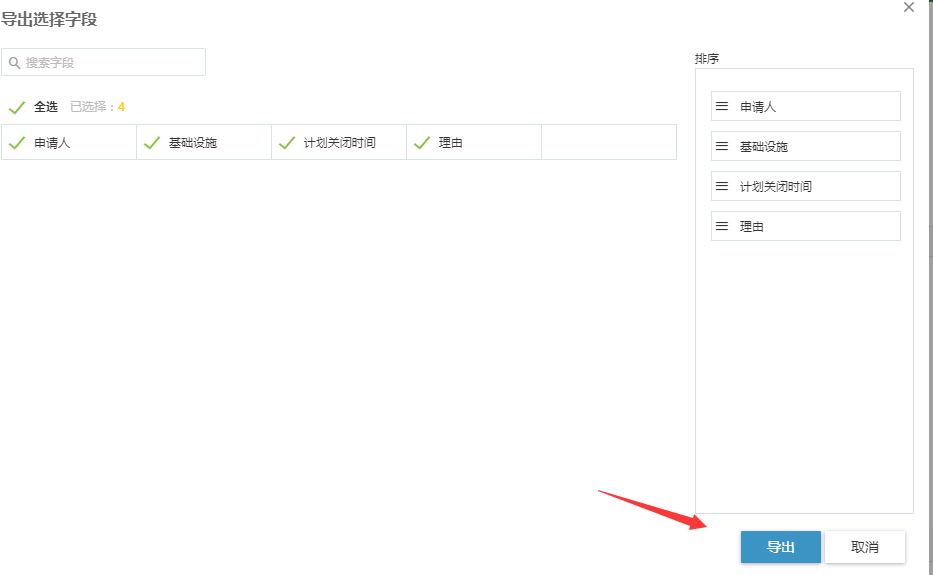 导出选择字段
搜索字段
全选 已选择：4
申请人 基础设施 计划关闭时间 理由
排序
申请人
基础设施
计划关闭时间
理由
导出 取消